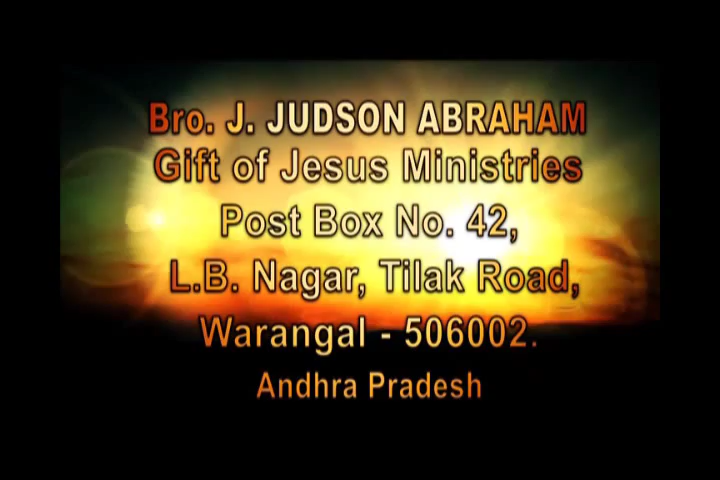 Bro. J. JUDSON ABRAHAM
Gift of Jesus Ministries
Post Box No. 42,
L.B. Nagar, Tilak Road,
Warangal - 506002.
Andhra Pradesh